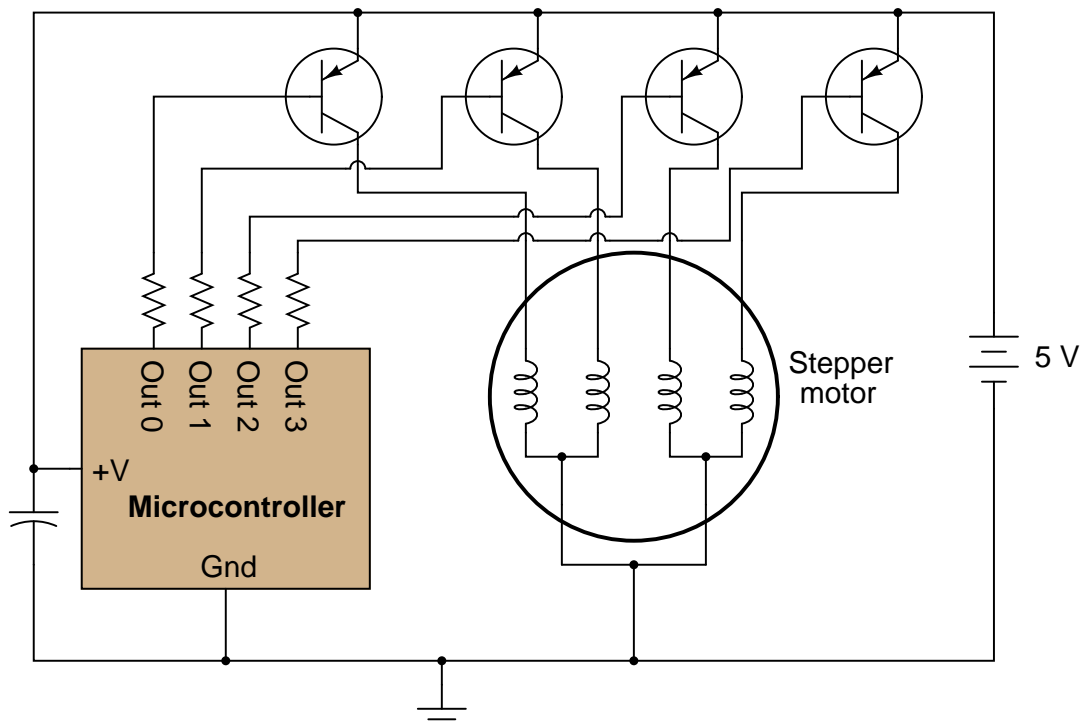 Out 0
Out 1
Out 2
Out 3
+V
Microcontroller
Gnd
Stepper
motor
5 V